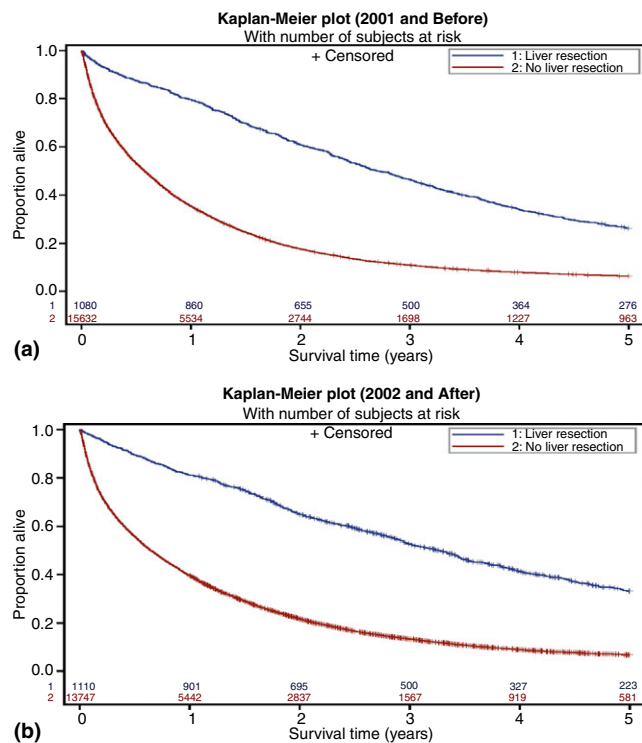 Kaplan-Meier plot (2001 and Before)
With number of subjects at risk
+ Censored
1: Liver resection
2: No liver resection
Proportion alive
1.0
0.8
0.6
0.4
0.2
0.0
1 1080 860 655 500 364 276
2 15632 5534 2744 1698 1227 963
0 1 2 3 4 5
Survival time (years)
(a)
Kaplan-Meier plot (2002 and After)
With number of subjects at risk
+ Censored
1: Liver resection
2: No liver resection
Proportion alive
1.0
0.8
0.6
0.4
0.2
0.0
1 1110 901 695 500 327 223
2 13747 5442 2837 1567 919 581
0 1 2 3 4 5
Survival time (years)
(b)